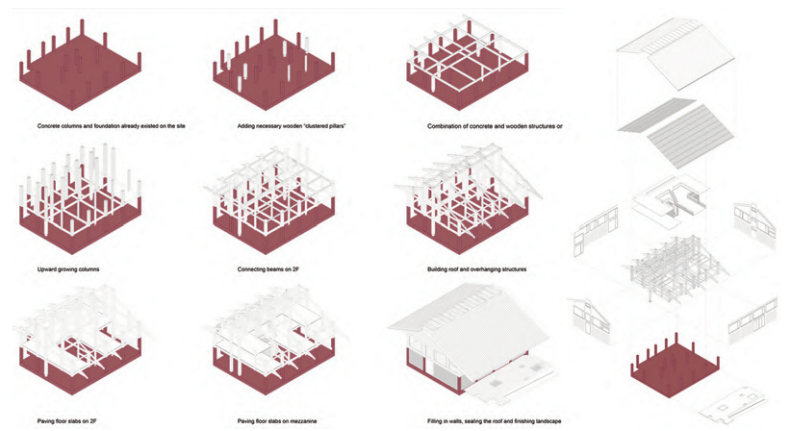 Concrete columns and foundation already existed on the site
Adding necessary wooden "clustered pillars"
Combination of concrete and wooden structures or
Upward growing columns
Connecting beams on 2F
Building roof and overhanging structures
Paving floor slabs on 2F
Paving floor slabs on mezzanine
Filling in walls, sealing the roof and finishing landscape